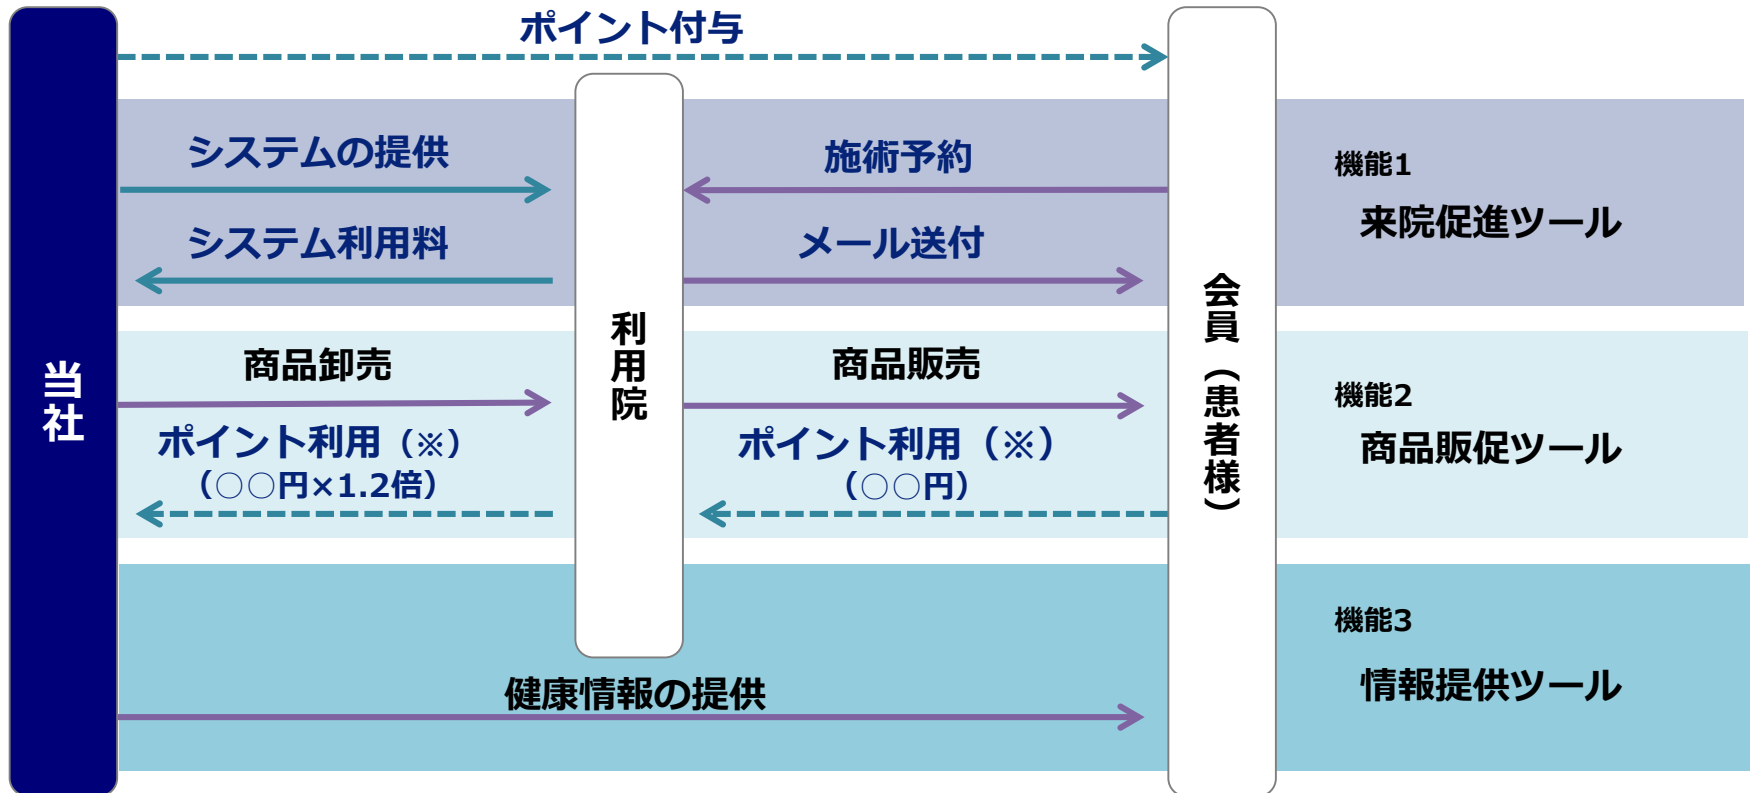 ポイント付与
システムの提供
施術予約
機能1
来院促進ツール
システム利用料
メール送付
当社
利用院
会員（患者様）
商品卸売
商品販売
機能2
商品販促ツール
ポイント利用（※）
（○○円×1.2倍）
ポイント利用（※）
（○○円）
機能3
情報提供ツール
健康情報の提供